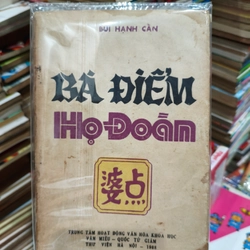 BÙI HẠNH CẨN
BÀ ĐIỂM
Họ-Đoàn
婆点
TRUNG TÂM HOẠT ĐỘNG VĂN HÓA KHOA HỌC
VĂN MIẾU - QUỐC TỬ GIÁM
THƯ VIỆN HÀ NỘI - 1988